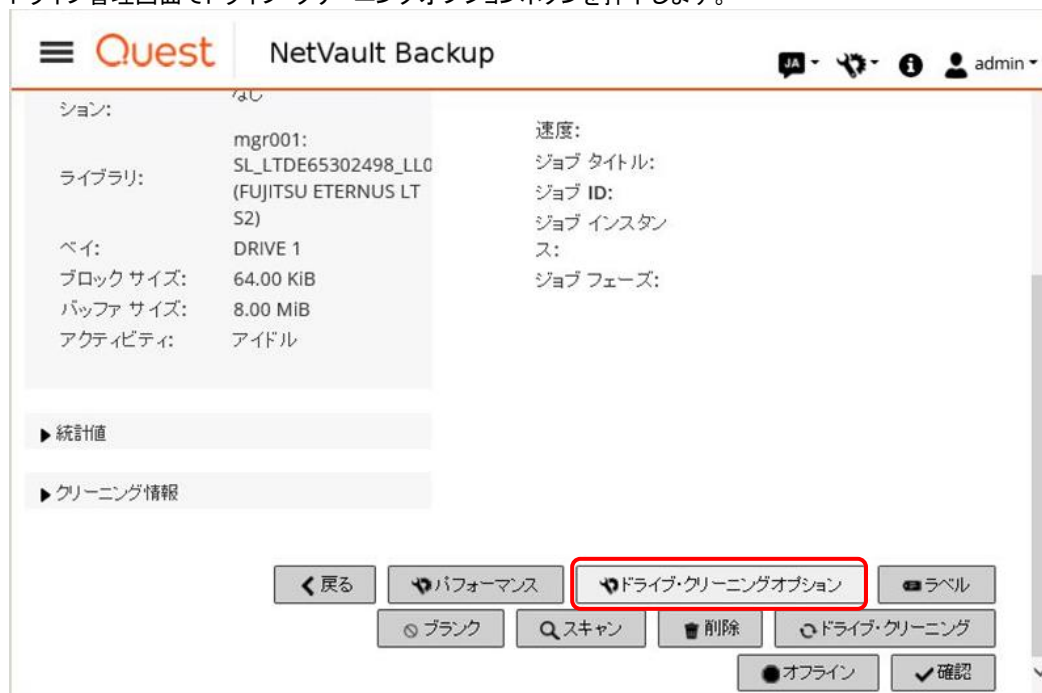 ドライブ管理画面でドライブ・クリーニングオプションボタンを押下します。
Quest NetVault Backup JA admin
ション: なし
ライブラリ: mgr001:
SL_LTDE65302498_LL0
(FUJITSU ETERNUS LT
S2)
ベイ: DRIVE 1
ブロック サイズ: 64.00 KiB
バッファ サイズ: 8.00 MiB
アクティビティ: アイドル
速度:
ジョブ タイトル:
ジョブ ID:
ジョブ インスタン
ス:
ジョブ フェーズ:
統計値
クリーニング情報
戻る パフォーマンス ドライブ・クリーニングオプション ラベル
ブランク スキャン 削除 ドライブ・クリーニング
オフライン 確認